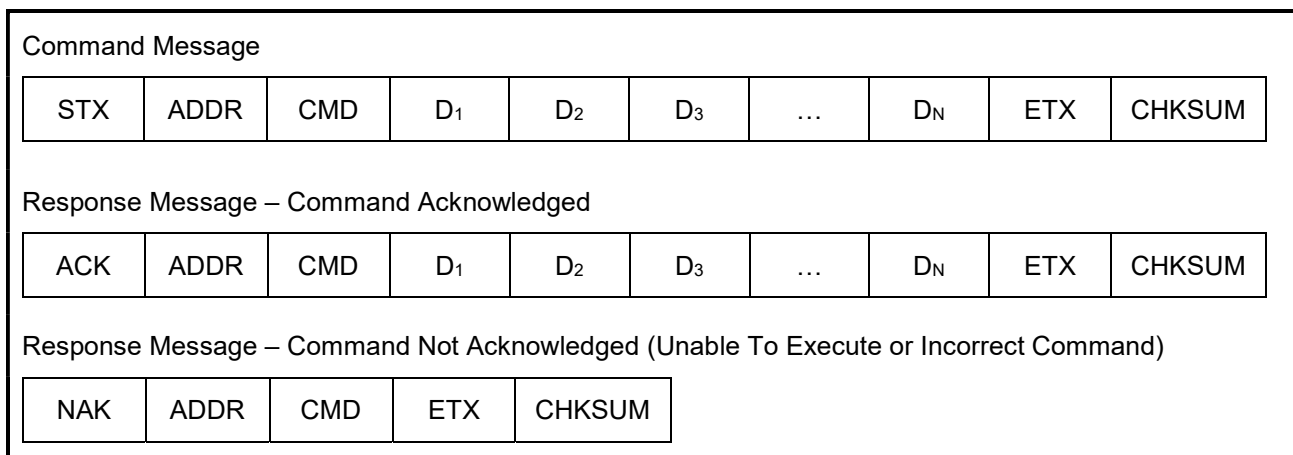 Command Message
STX ADDR CMD D₁ D₂ D₃ … D_N ETX CHKSUM
Response Message – Command Acknowledged
ACK ADDR CMD D₁ D₂ D₃ … D_N ETX CHKSUM
Response Message – Command Not Acknowledged (Unable To Execute or Incorrect Command)
NAK ADDR CMD ETX CHKSUM